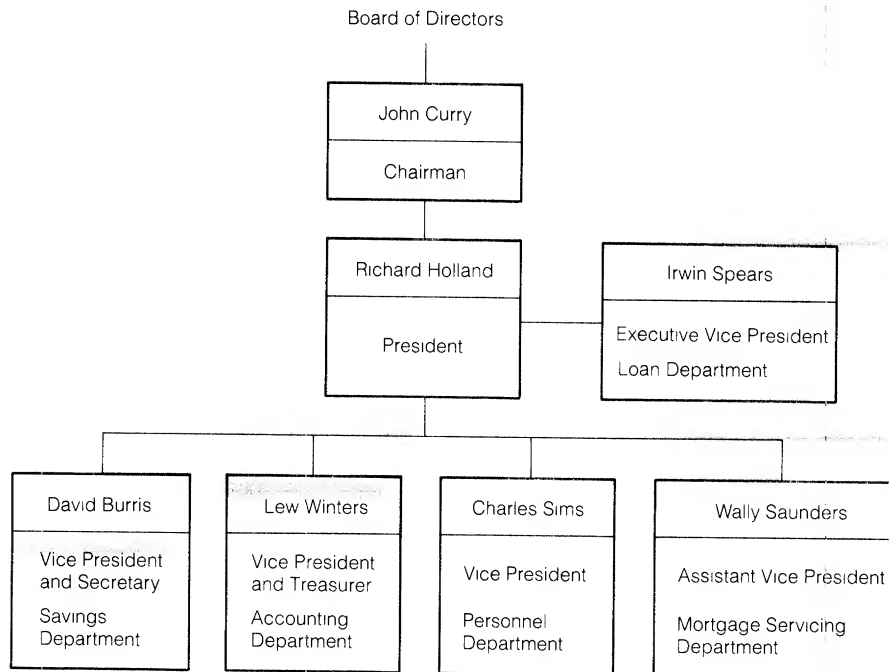 Board of Directors
John Curry
Chairman
Richard Holland
President
Irwin Spears
Executive Vice President
Loan Department
David Burris
Vice President
and Secretary
Savings
Department
Lew Winters
Vice President
and Treasurer
Accounting
Department
Charles Sims
Vice President
Personnel
Department
Wally Saunders
Assistant Vice President
Mortgage Servicing
Department